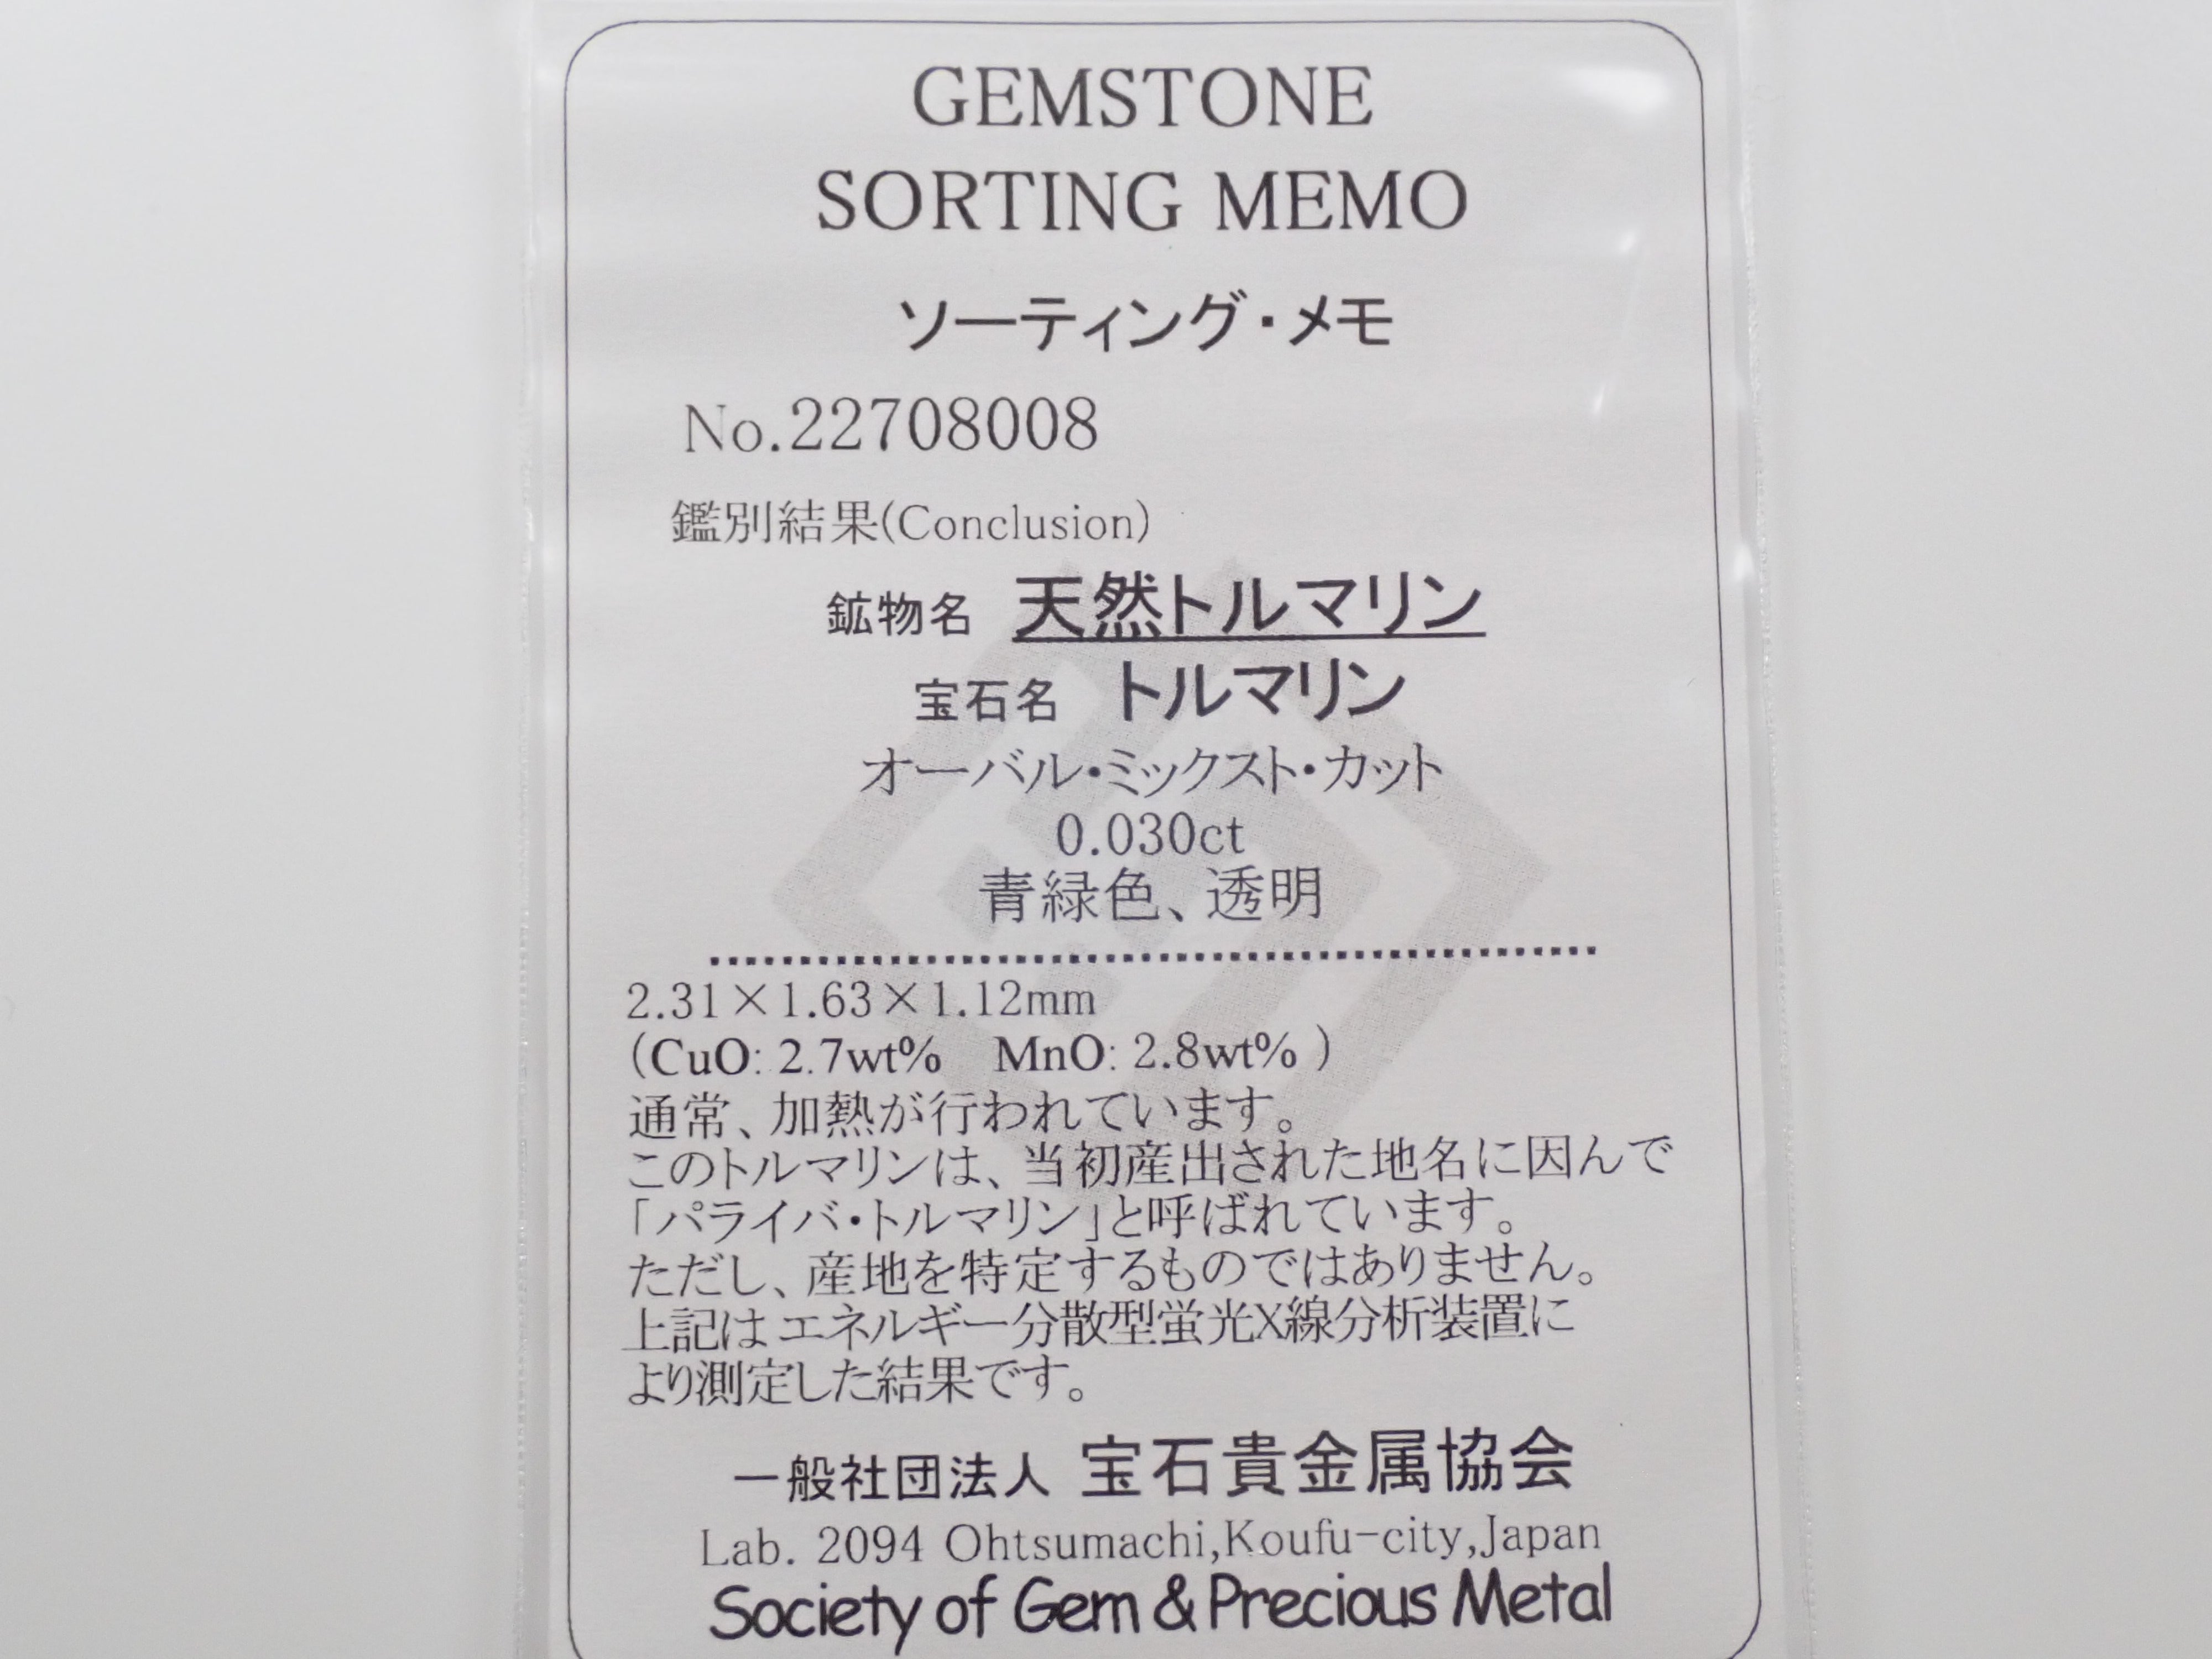 GEMSTONE
SORTING MEMO
ソーティング・メモ
No.22708008
鑑別結果(Conclusion)
鉱物名 天然トルマリン
宝石名 トルマリン
オーバル・ミックスト・カット
0.030ct
青緑色、透明
2.31×1.63×1.12mm
(CuO: 2.7wt% MnO: 2.8wt% )
通常、加熱が行われています。
このトルマリンは、当初産出された地名に因んで
「パライバ・トルマリン」と呼ばれています。
ただし、産地を特定するものではありません。
上記はエネルギー分散型蛍光X線分析装置に
より測定した結果です。
一般社団法人 宝石貴金属協会
Lab. 2094 Ohtsumachi,Koufu-city,Japan
Society of Gem & Precious Metal